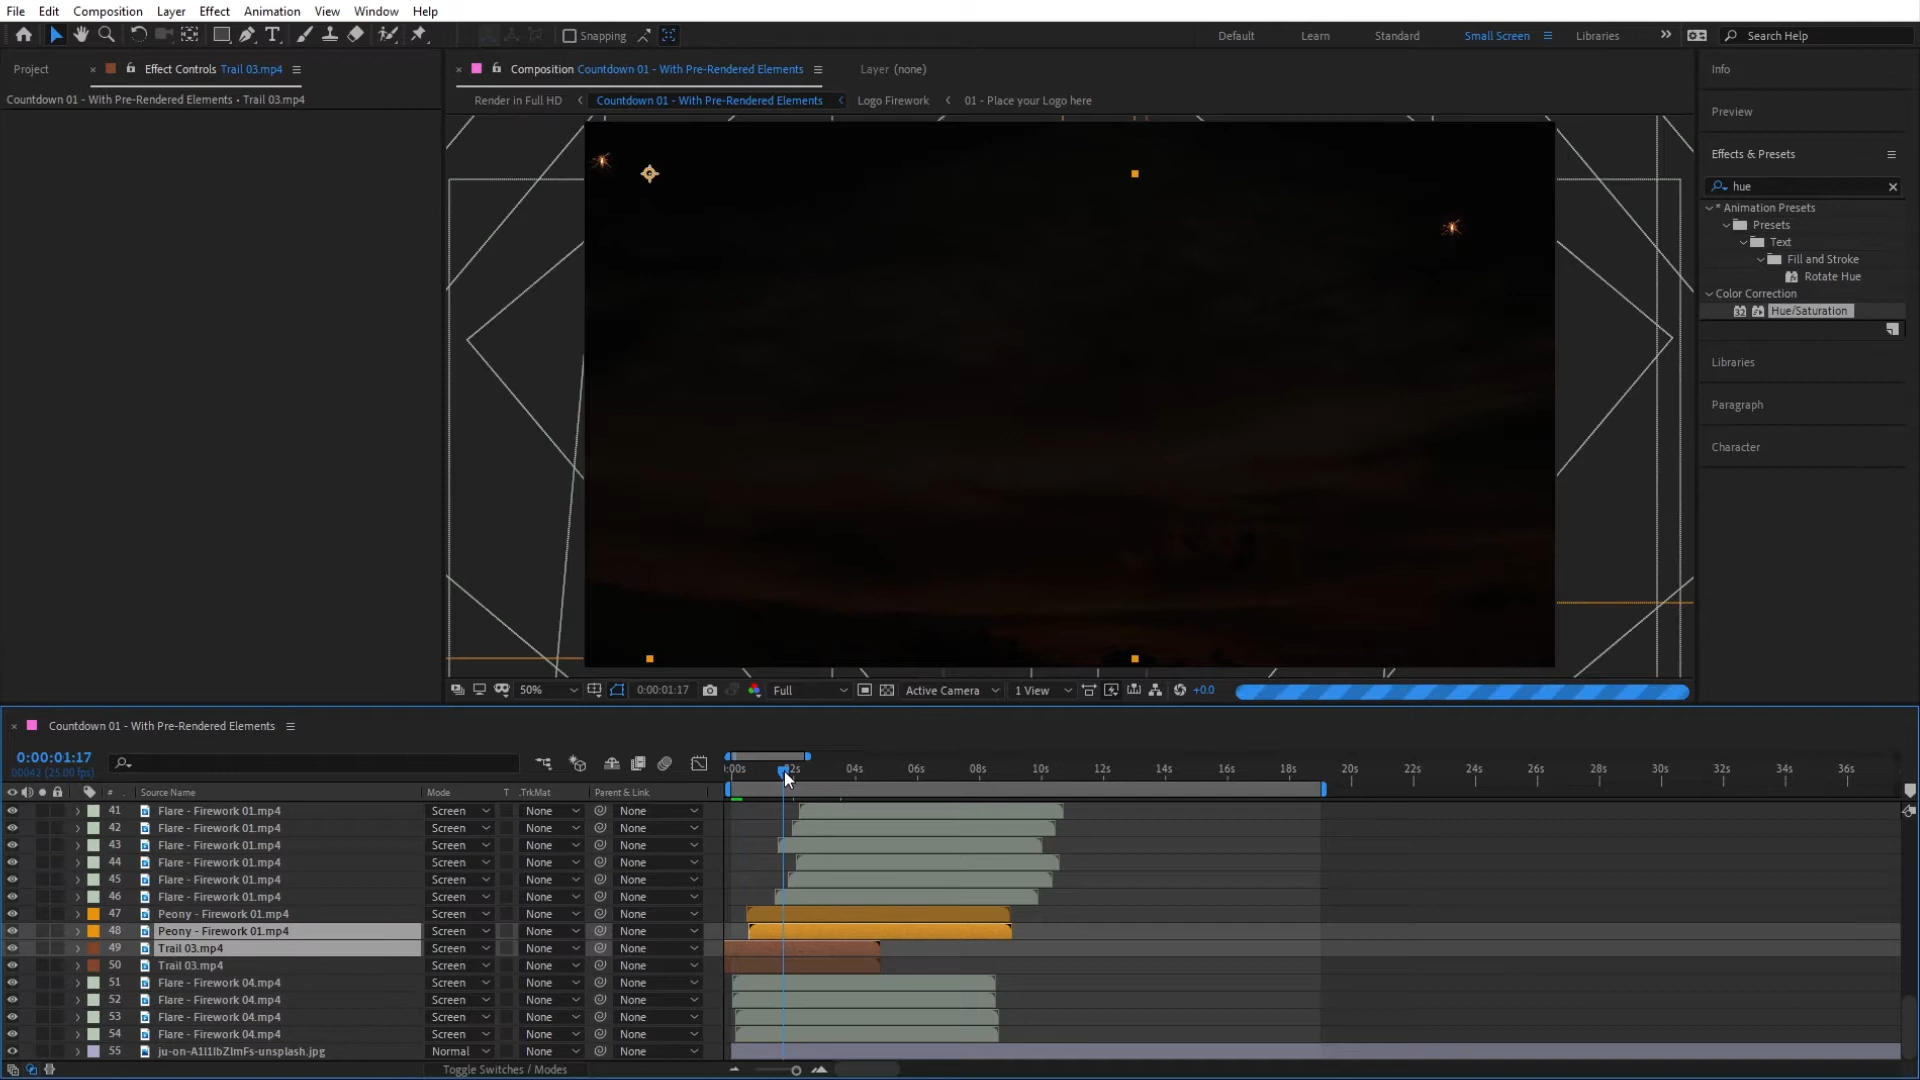 File Edit Composition Layer Effect Animation View Window Help
Snapping Default Learn Standard Small Screen Libraries Search Help
Project Effect Controls Trail 03.mp4 Composition Countdown 01 - With Pre-Rendered Elements Layer (none) Info
Countdown 01 - With Pre-Rendered Elements • Trail 03.mp4 Render in Full HD Countdown 01 - With Pre-Rendered Elements Logo Firework 01 - Place your Logo here
Preview
Effects & Presets
hue
* Animation Presets
Presets
Text
Fill and Stroke
Rotate Hue
Color Correction
32 Hue/Saturation
Libraries
Paragraph
Character
50% 0:00:01:17 Full Active Camera 1 View +0.0
Countdown 01 - With Pre-Rendered Elements
0:00:01:17
00042 (25.00 fps)
:00s 02s 04s 06s 08s 10s 12s 14s 16s 18s 20s 22s 24s 26s 28s 30s 32s 34s 36s
# Source Name Mode T .TrkMat Parent & Link
41 Flare - Firework 01.mp4 Screen None None
42 Flare - Firework 01.mp4 Screen None None
43 Flare - Firework 01.mp4 Screen None None
44 Flare - Firework 01.mp4 Screen None None
45 Flare - Firework 01.mp4 Screen None None
46 Flare - Firework 01.mp4 Screen None None
47 Peony - Firework 01.mp4 Screen None None
48 Peony - Firework 01.mp4 Screen None None
49 Trail 03.mp4 Screen None None
50 Trail 03.mp4 Screen None None
51 Flare - Firework 04.mp4 Screen None None
52 Flare - Firework 04.mp4 Screen None None
53 Flare - Firework 04.mp4 Screen None None
54 Flare - Firework 04.mp4 Screen None None
55 ju-on-A1l1lbZlmFs-unsplash.jpg Normal None None
Toggle Switches / Modes